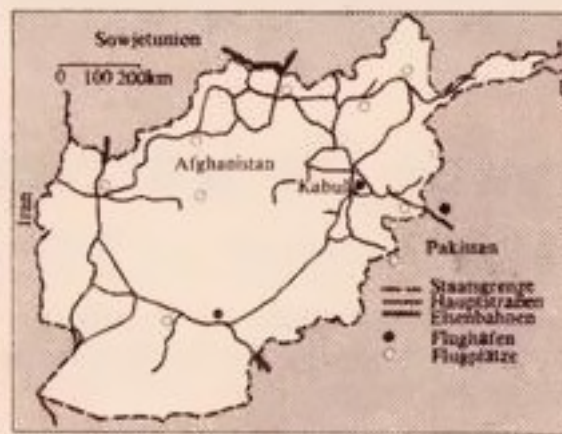 Sowjetunion
0 100 200km
Afghanistan
Kabul
Iran
Pakistan
Staatsgrenze
Hauptstraßen
Eisenbahnen
Flughäfen
Flugplätze